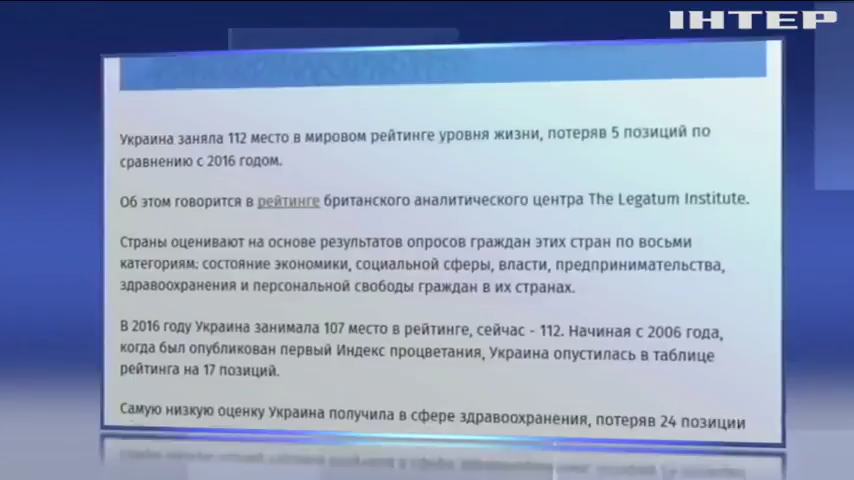 ІНТЕР
Украина заняла 112 место в мировом рейтинге уровня жизни, потеряв 5 позиций по
сравнению с 2016 годом.
Об этом говорится в рейтинге британского аналитического центра The Legatum Institute.
Страны оценивают на основе результатов опросов граждан этих стран по восьми
категориям: состояние экономики, социальной сферы, власти, предпринимательства,
здравоохранения и персональной свободы граждан в их странах.
В 2016 году Украина занимала 107 место в рейтинге, сейчас - 112. Начиная с 2006 года,
когда был опубликован первый Индекс процветания, Украина опустилась в таблице
рейтинга на 17 позиций.
Самую низкую оценку Украина получила в сфере здравоохранения, потеряв 24 позиции